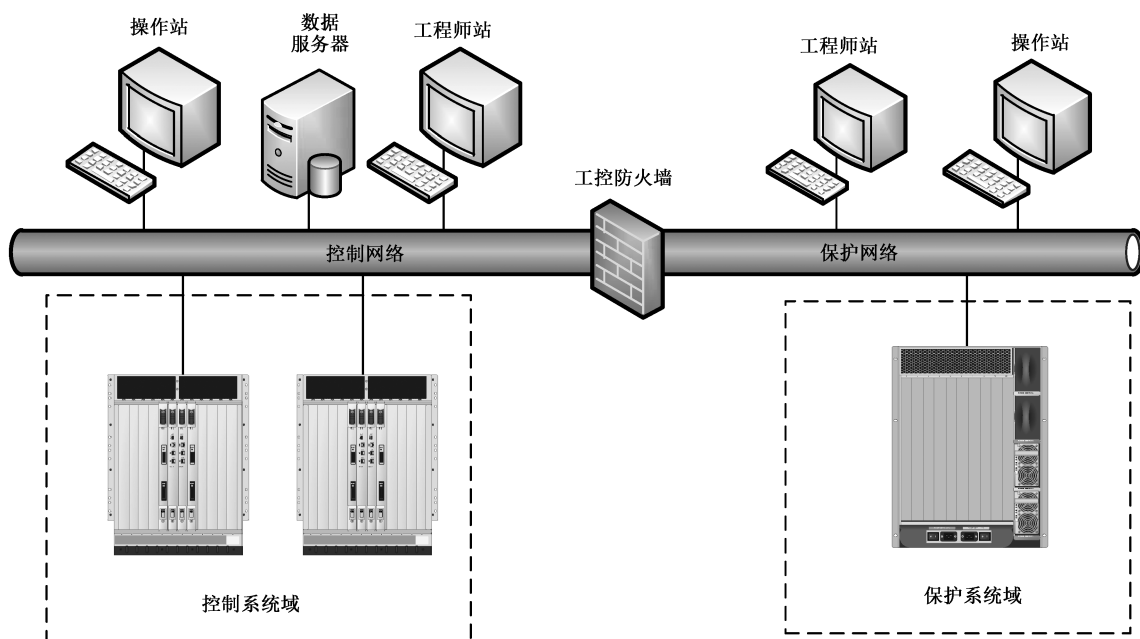 操作站
数据
服务器
工程师站
工程师站
操作站
工控防火墙
控制网络
保护网络
控制系统域
保护系统域